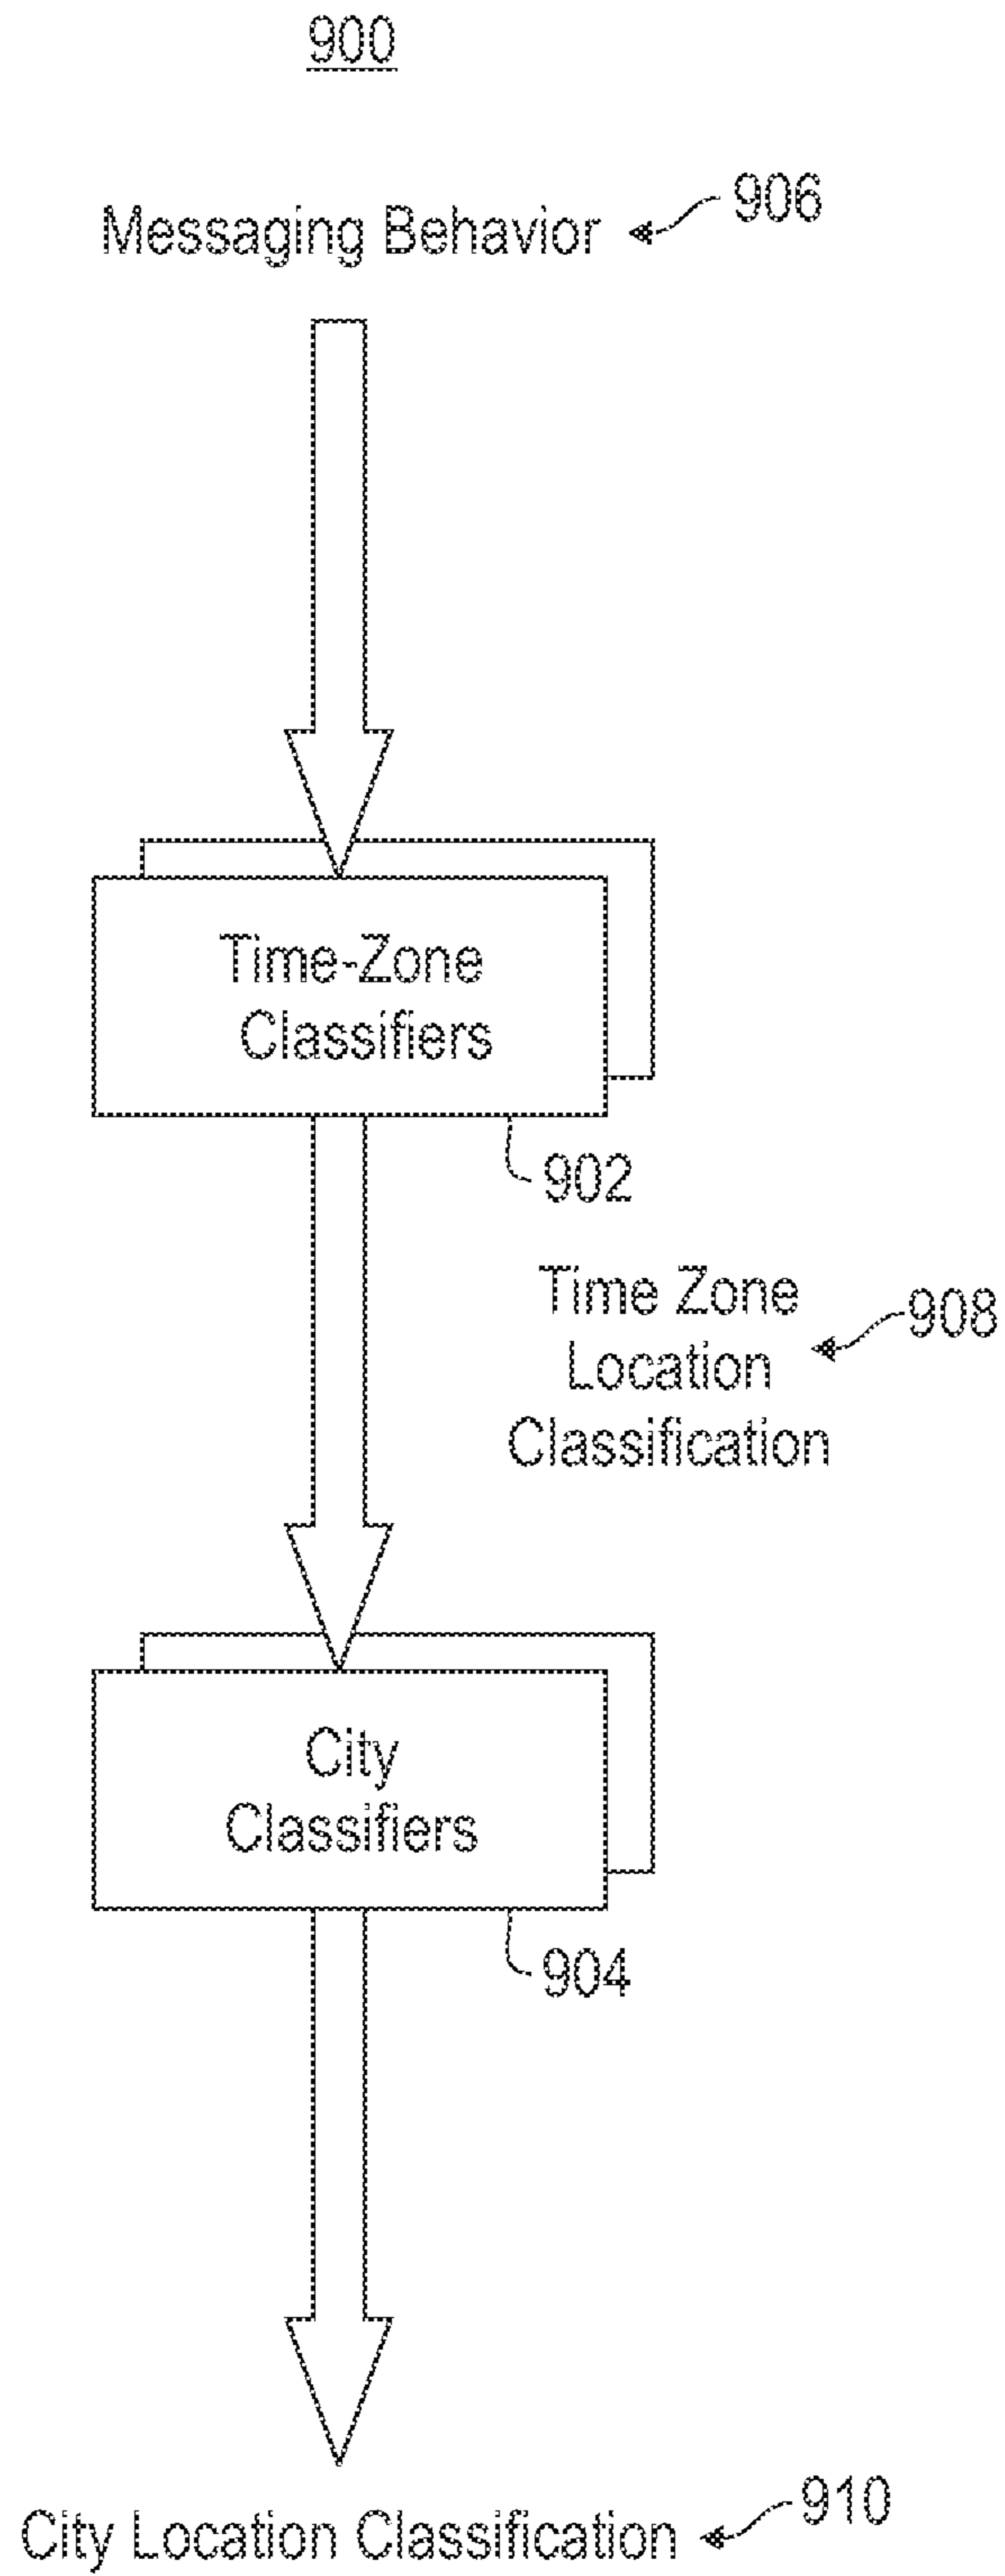 900
Messaging Behavior
906
Time-Zone
Classifiers
902
Time Zone
Location
Classification
908
City
Classifiers
904
City Location Classification
910